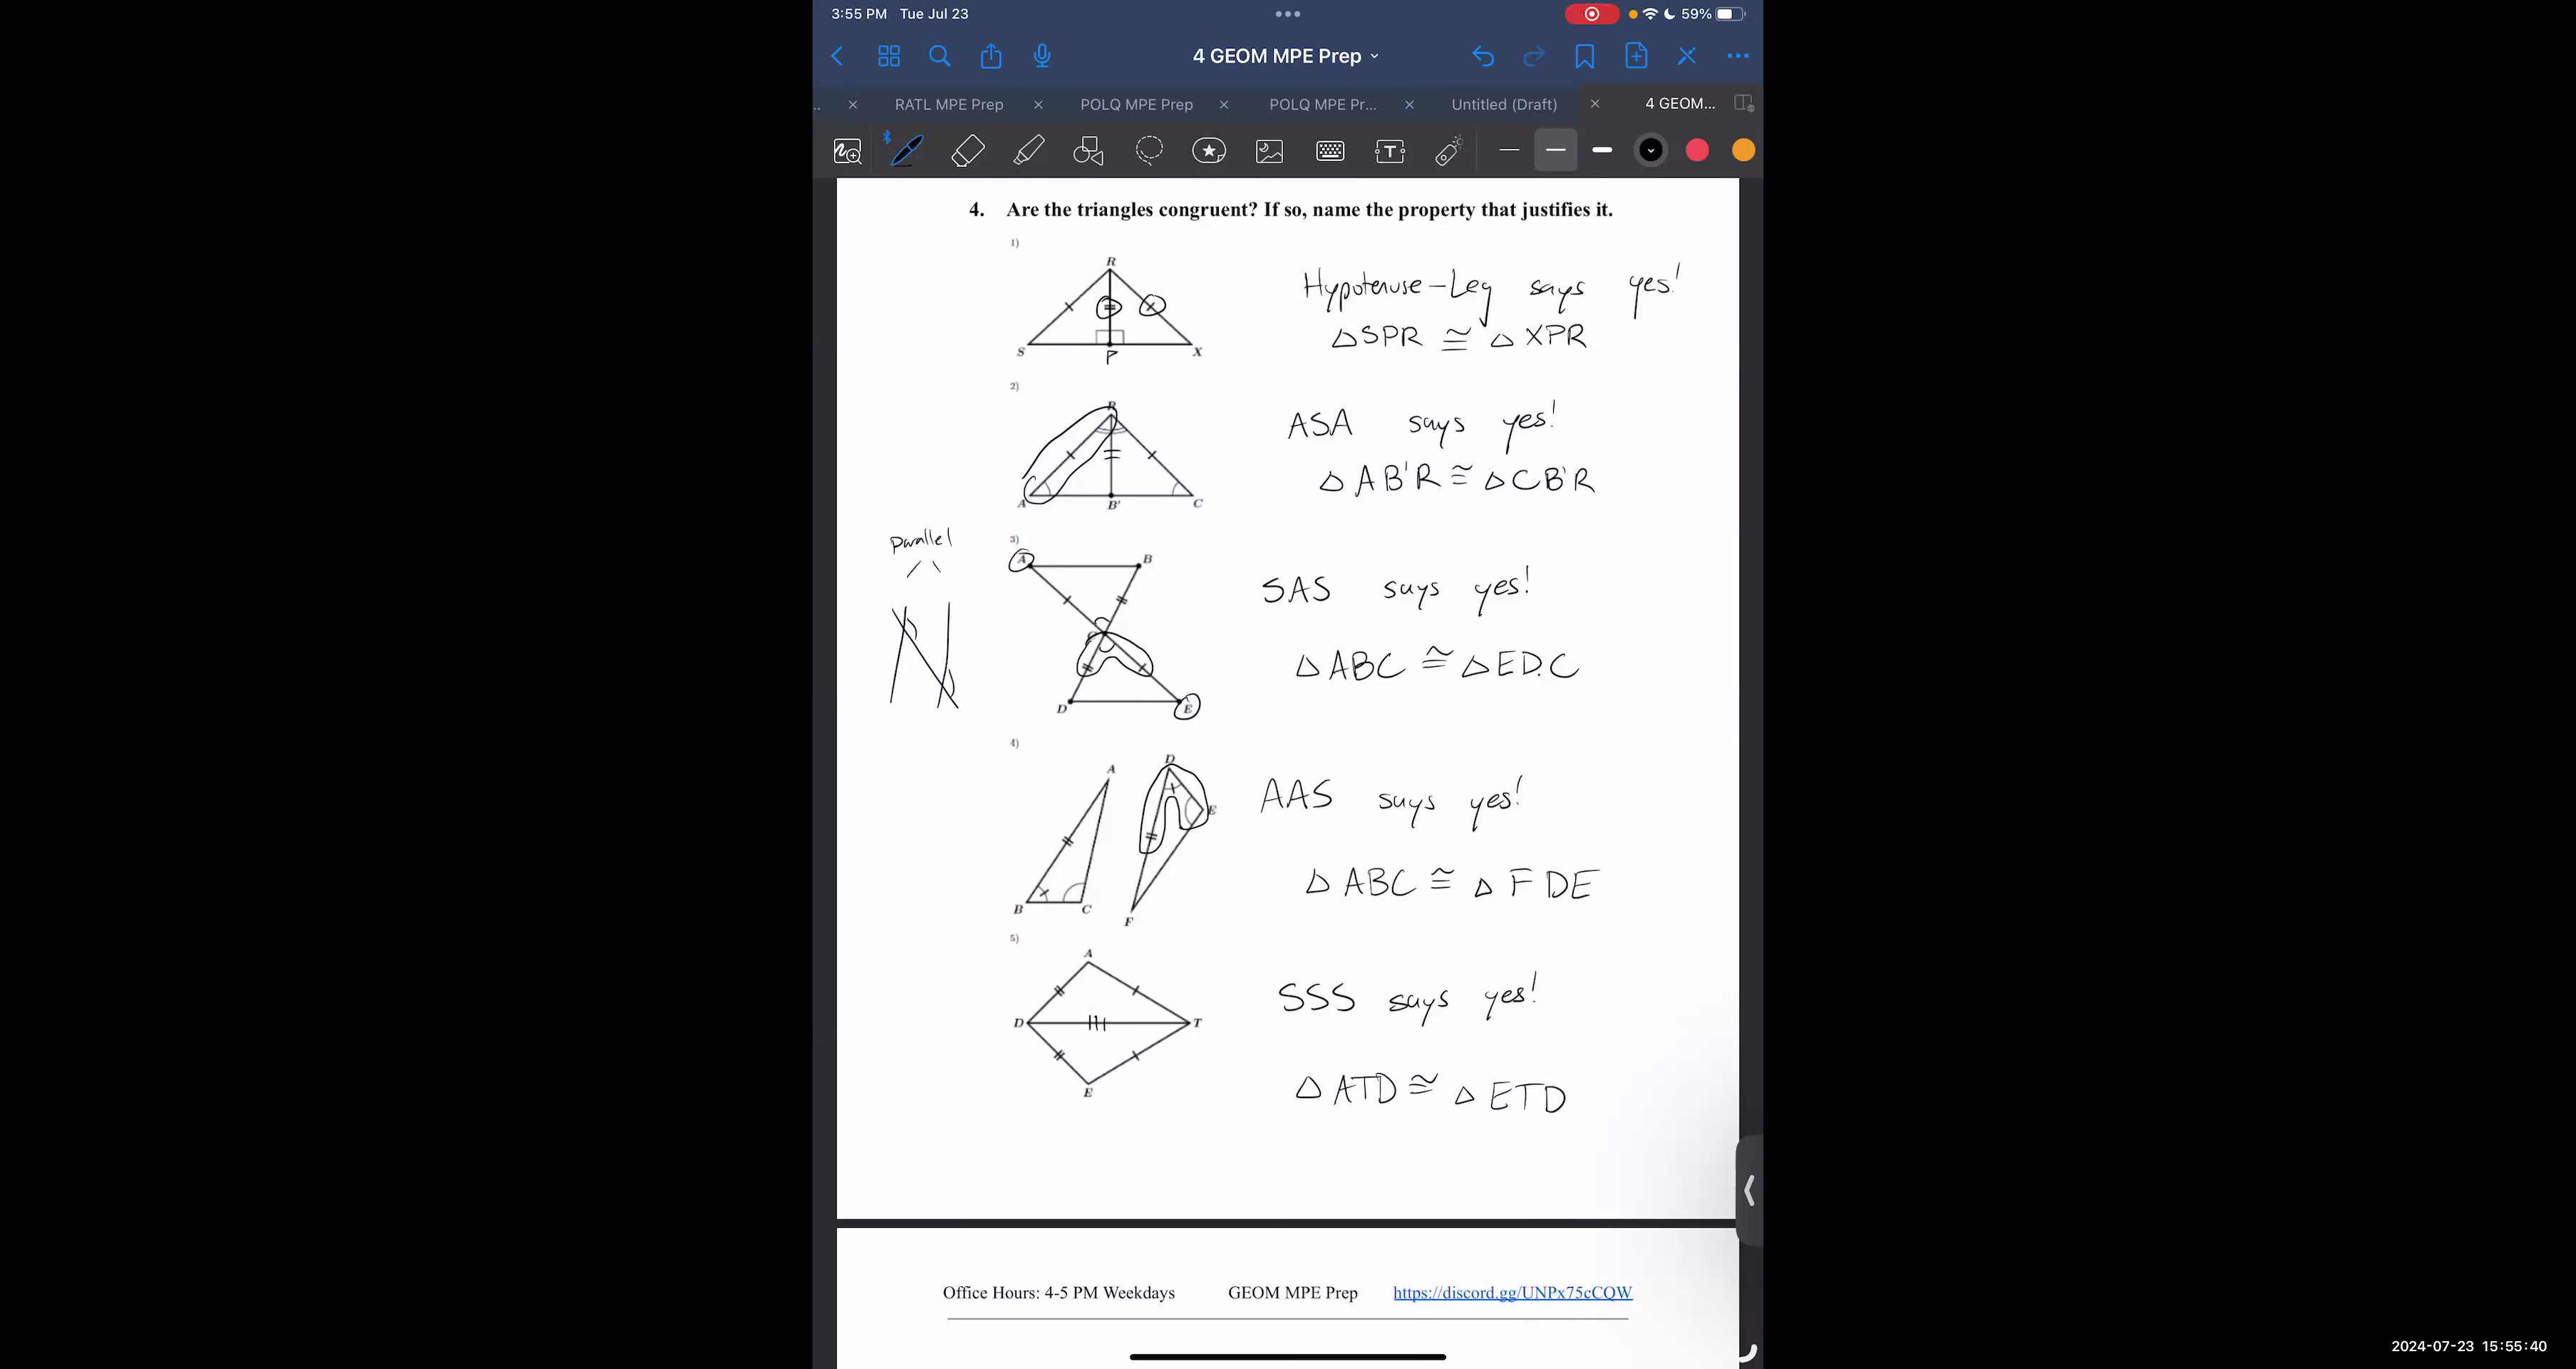 3:55 PM Tue Jul 23
59%
4 GEOM MPE Prep
.. RATL MPE Prep POLQ MPE Prep POLQ MPE Pr... Untitled (Draft) 4 GEOM...
T
4. Are the triangles congruent? If so, name the property that justifies it.
1)
R
S
P
X
Hypotenuse-Leg says yes!
△SPR ≅ △XPR
2)
R
A
B'
C
ASA says yes!
△AB'R ≅ △CB'R
Parallel
3)
A
B
C
D
E
SAS says yes!
△ABC ≅ △EDC
4)
A
B
C
D
E
F
AAS says yes!
△ABC ≅ △FDE
5)
A
D
T
E
SSS says yes!
△ATD ≅ △ETD
Office Hours: 4-5 PM Weekdays GEOM MPE Prep https://discord.gg/UNPx75cCQW
2024-07-23 15:55:40